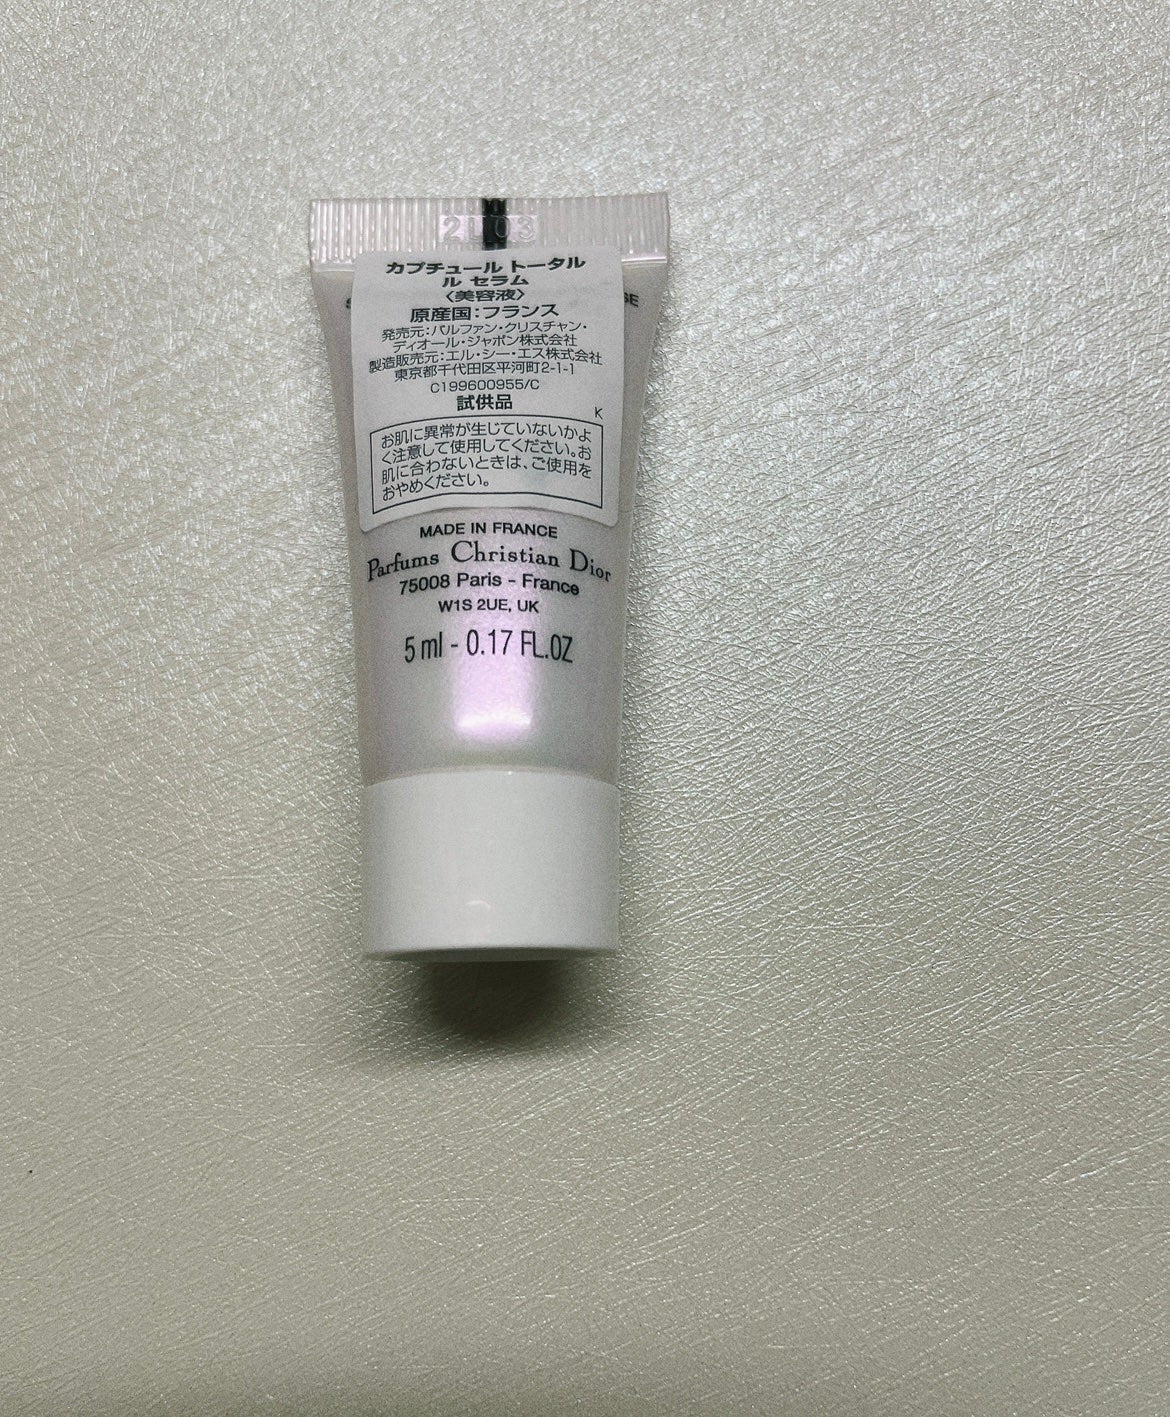 カプチュール トータル
ル セラム
〈美容液〉
原産国：フランス
発売元：パルファン・クリスチャン・
ディオール・ジャポン株式会社
製造販売元：エル・シー・エス株式会社
東京都千代田区平河町2-1-1
C199600955/C
試供品
K
お肌に異常が生じていないかよ
く注意して使用してください。お
肌に合わないときは、ご使用を
おやめください。
MADE IN FRANCE
Parfums Christian Dior
75008 Paris - France
W1S 2UE, UK
5 ml - 0.17 FL.OZ